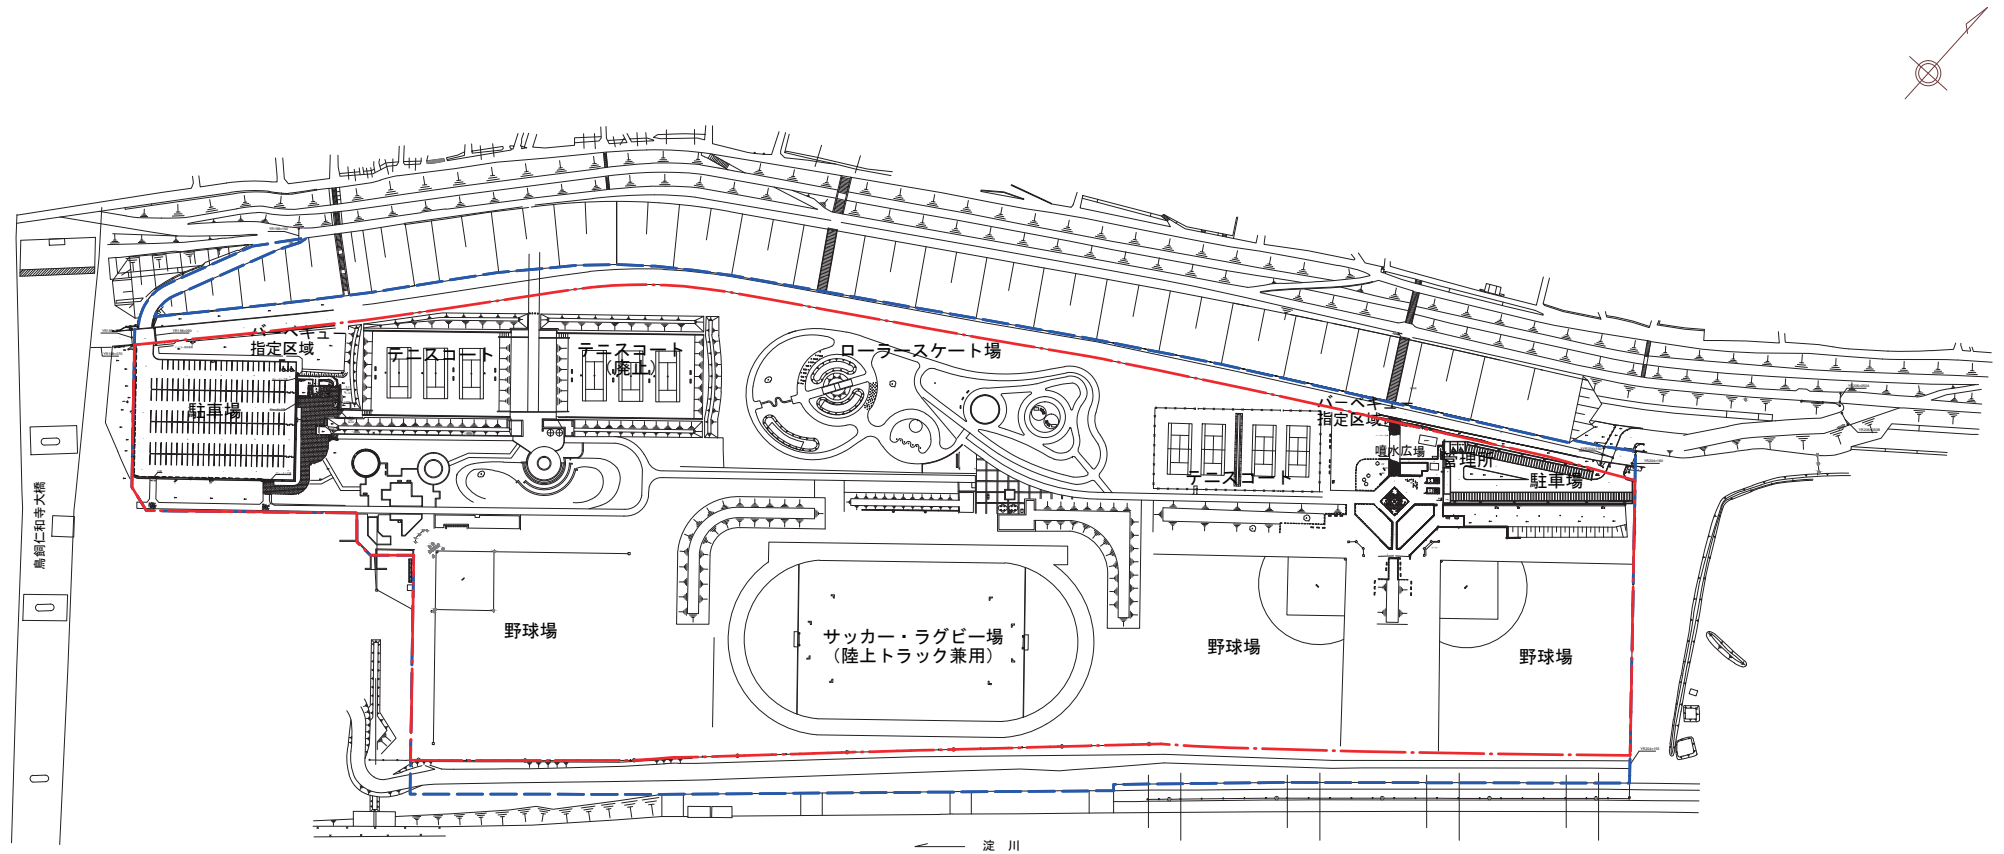 バーベキュー
指定区域
テニスコート
テニスコート
(廃止)
ローラースケート場
駐車場
バーベキュー
指定区域
噴水広場
管理所
駐車場
テニスコート
鳥飼仁和寺大橋
野球場
サッカー・ラグビー場
(陸上トラック兼用)
野球場
野球場
淀 川